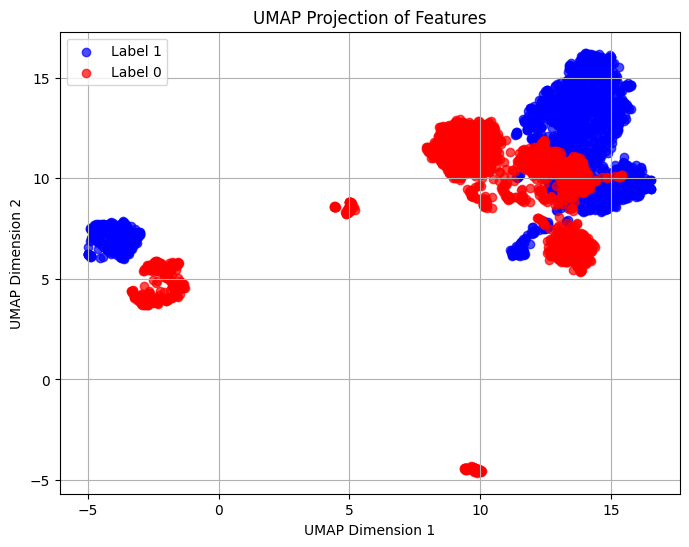 UMAP Projection of Features
Label 1
Label 0
15
10
5
0
−5
UMAP Dimension 2
−5
0
5
10
15
UMAP Dimension 1